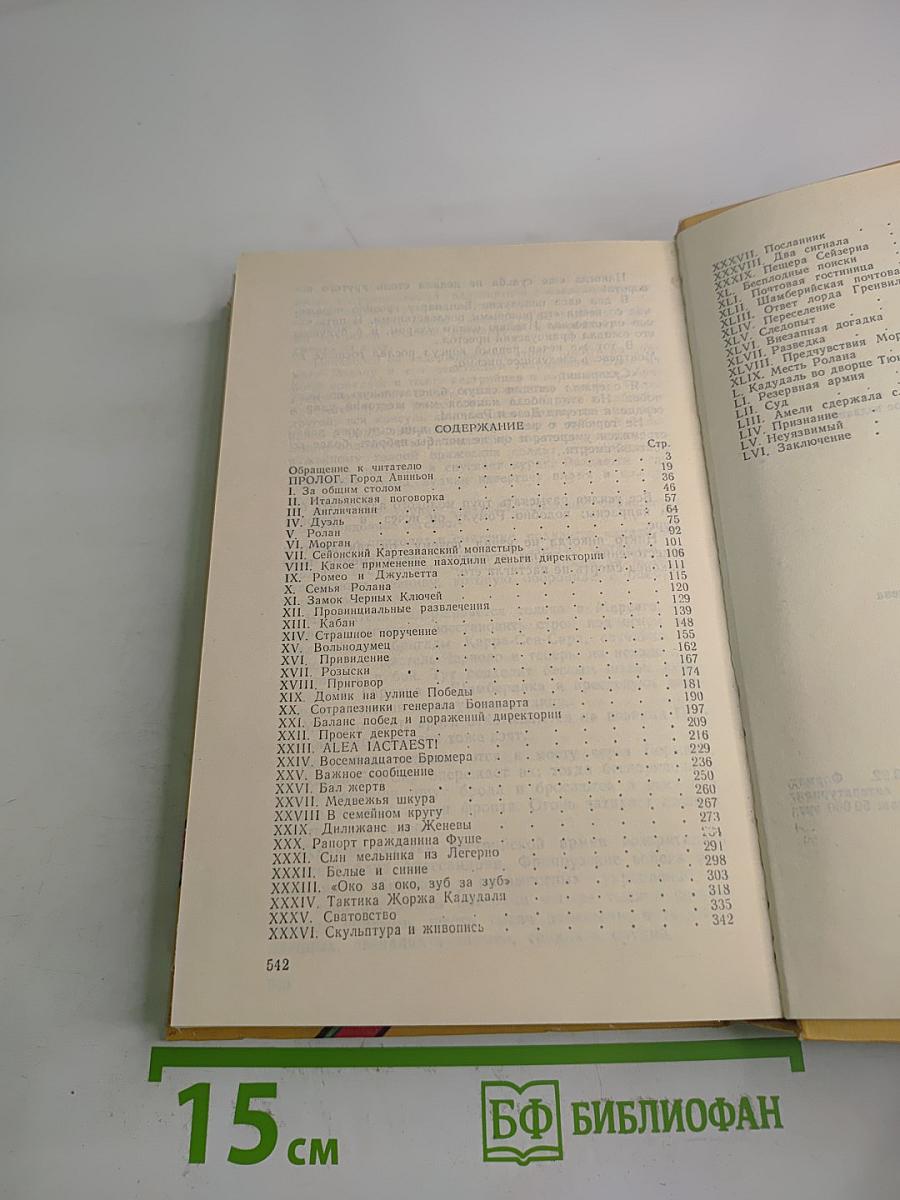 СОДЕРЖАНИЕ
Стр.
Обращение к читателю 3
ПРОЛОГ. Город Авиньон 19
I. За общим столом 36
II. Итальянская поговорка 46
III. Англичанин 57
IV. Дуэль 64
V. Ролан 75
VI. Морган 92
VII. Сейонский Картезианский монастырь 101
VIII. Какое применение находили деньги директории 106
IX. Ромео и Джульетта 111
X. Семья Ролана 115
XI. Замок Черных Ключей 120
XII. Провинциальные развлечения 129
XIII. Кабан 139
XIV. Страшное поручение 148
XV. Вольнодумец 155
XVI. Привидение 162
XVII. Розыски 167
XVIII. Приговор 174
XIX. Домик на улице Победы 181
XX. Сотрапезники генерала Бонапарта 190
XXI. Баланс побед и поражений директории 197
XXII. Проект декрета 209
XXIII. ALEA IACTAEST! 216
XXIV. Восемнадцатое Брюмера 229
XXV. Важное сообщение 236
XXVI. Бал жертв 250
XXVII. Медвежья шкура 260
XXVIII В семейном кругу 267
XXIX. Дилижанс из Женевы 273
XXX. Рапорт гражданина Фуше
XXXI. Сын мельника из Легерно 291
XXXII. Белые и синие 298
XXXIII. «Око за око, зуб за зуб» 303
XXXIV. Тактика Жоржа Кадудаля 318
XXXV. Сватовство 335
XXXVI. Скульптура и живопись 342
542
XXXVII. Посланник
XXXVIII. Два сигнала
XXXIX. Пещера Сейзериа
XL. Бесплодные поиски
XLI. Почтовая гостиница
XLII. Шамберийская почтова
XLIII. Ответ лорда Гренвил
XLIV. Переселение
XLV. Следопыт
XLVI. Внезапная догадка
XLVII. Разведка
XLVIII. Предчувствия Мор
XLIX. Месть Ролана
L. Кадудаль во дворце Тюи
LI. Резервная армия
LII. Суд
LIII. Амели сдержала с
LIV. Признание
LV. Неуязвимый
LVI. Заключение
15 см
БФ БИБЛИОФАН